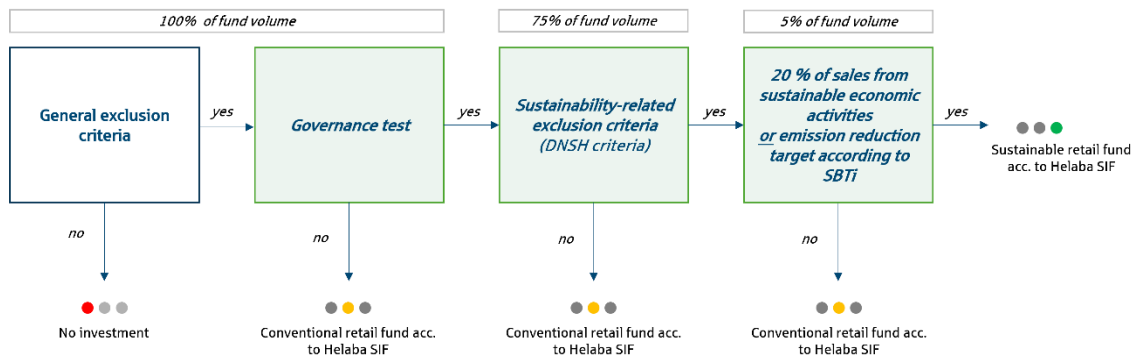 100% of fund volume
75% of fund volume
5% of fund volume
General exclusion
criteria
yes
Governance test
yes
Sustainability-related
exclusion criteria
(DNSH criteria)
yes
20 % of sales from
sustainable economic
activities
or emission reduction
target according to
SBTi
yes
Sustainable retail fund
acc. to Helaba SIF
no
no
no
no
No investment
Conventional retail fund acc.
to Helaba SIF
Conventional retail fund acc.
to Helaba SIF
Conventional retail fund acc.
to Helaba SIF